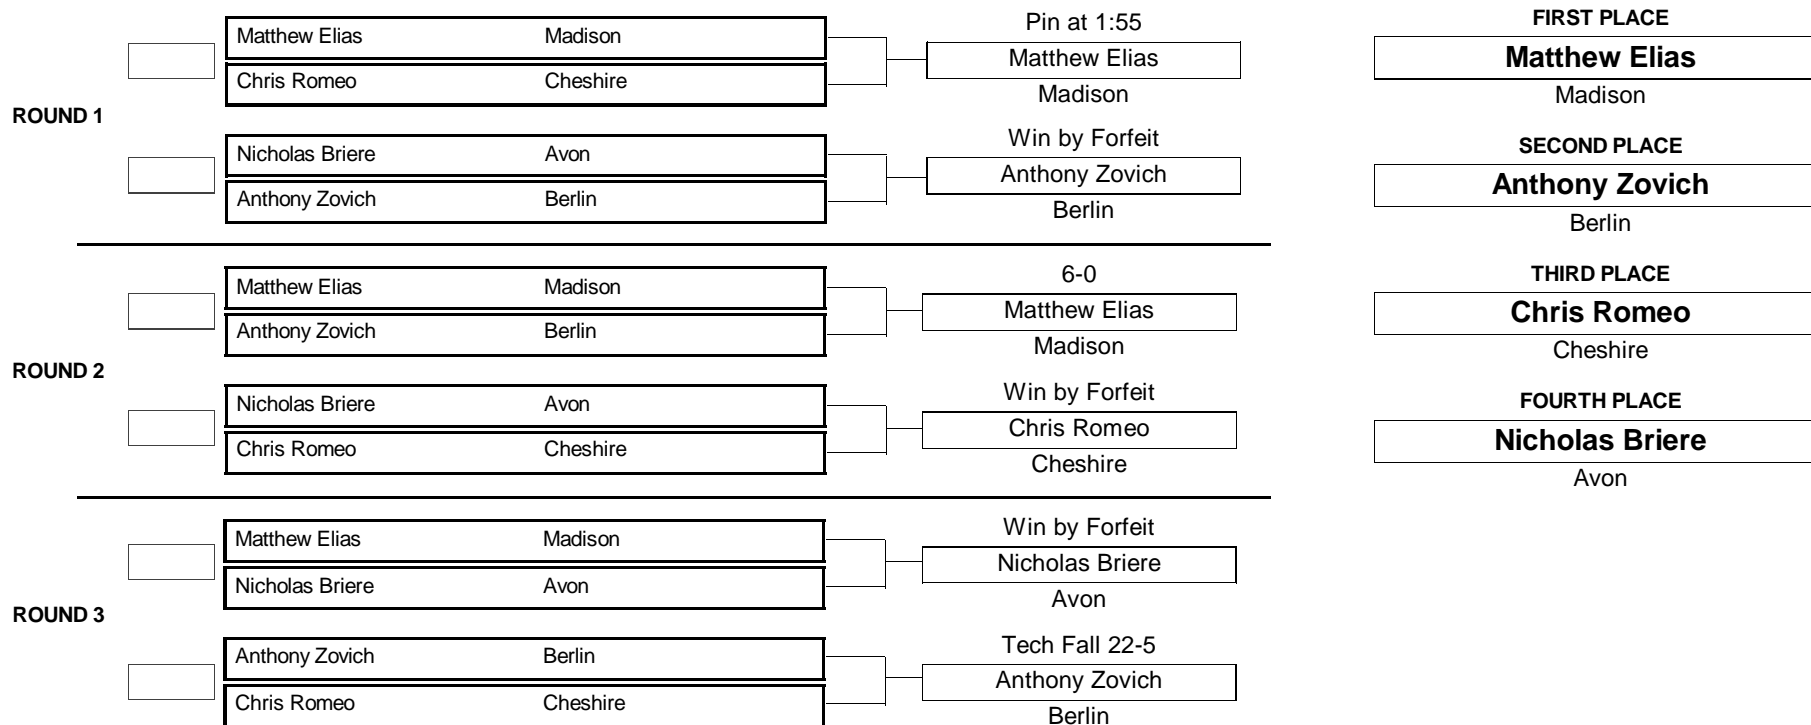 Pin at 1:55
Matthew Elias Madison
Matthew Elias
Chris Romeo Cheshire
Madison
ROUND 1
Win by Forfeit
Nicholas Briere Avon
Anthony Zovich
Anthony Zovich Berlin
Berlin
6-0
Matthew Elias Madison
Matthew Elias
Anthony Zovich Berlin
Madison
ROUND 2
Win by Forfeit
Nicholas Briere Avon
Chris Romeo
Chris Romeo Cheshire
Cheshire
Win by Forfeit
Matthew Elias Madison
Nicholas Briere
Nicholas Briere Avon
Avon
ROUND 3
Tech Fall 22-5
Anthony Zovich Berlin
Anthony Zovich
Chris Romeo Cheshire
Berlin
FIRST PLACE
Matthew Elias
Madison
SECOND PLACE
Anthony Zovich
Berlin
THIRD PLACE
Chris Romeo
Cheshire
FOURTH PLACE
Nicholas Briere
Avon